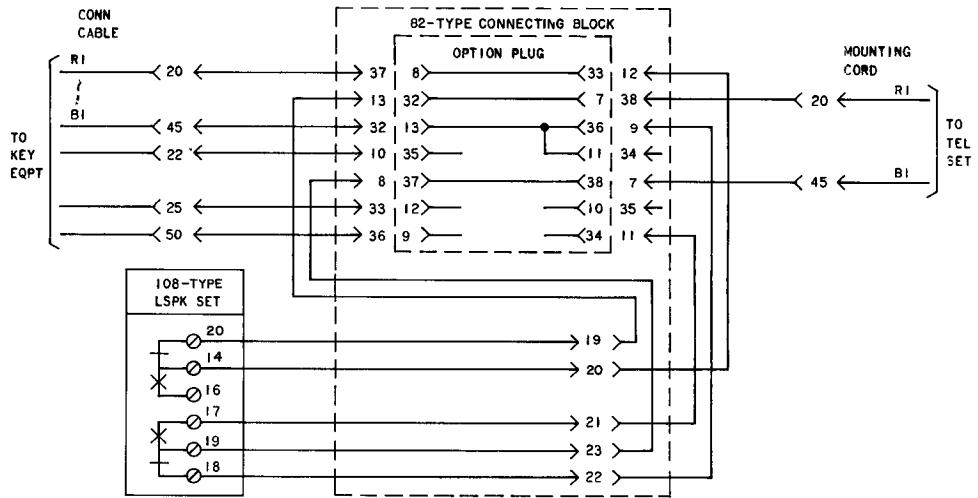 CONN
CABLE
82-TYPE CONNECTING BLOCK
OPTION PLUG
MOUNTING
CORD
R1 20 37 8 33 12
13 32 7 38 20 R1
B1 45 32 13 36 9
TO
KEY
EQPT
22 10 35 11 34
TO
TEL
SET
8 37 38 7 45 B1
25 33 12 10 35
50 36 9 34 11
108-TYPE
LSPK SET
20 19
14 20
16
17 21
19 23
18 22